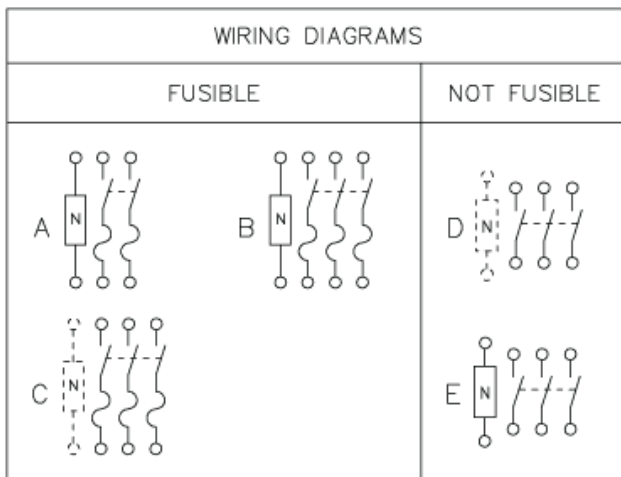 WIRING DIAGRAMS
FUSIBLE
NOT FUSIBLE
A N
B N
C N
D N
E N